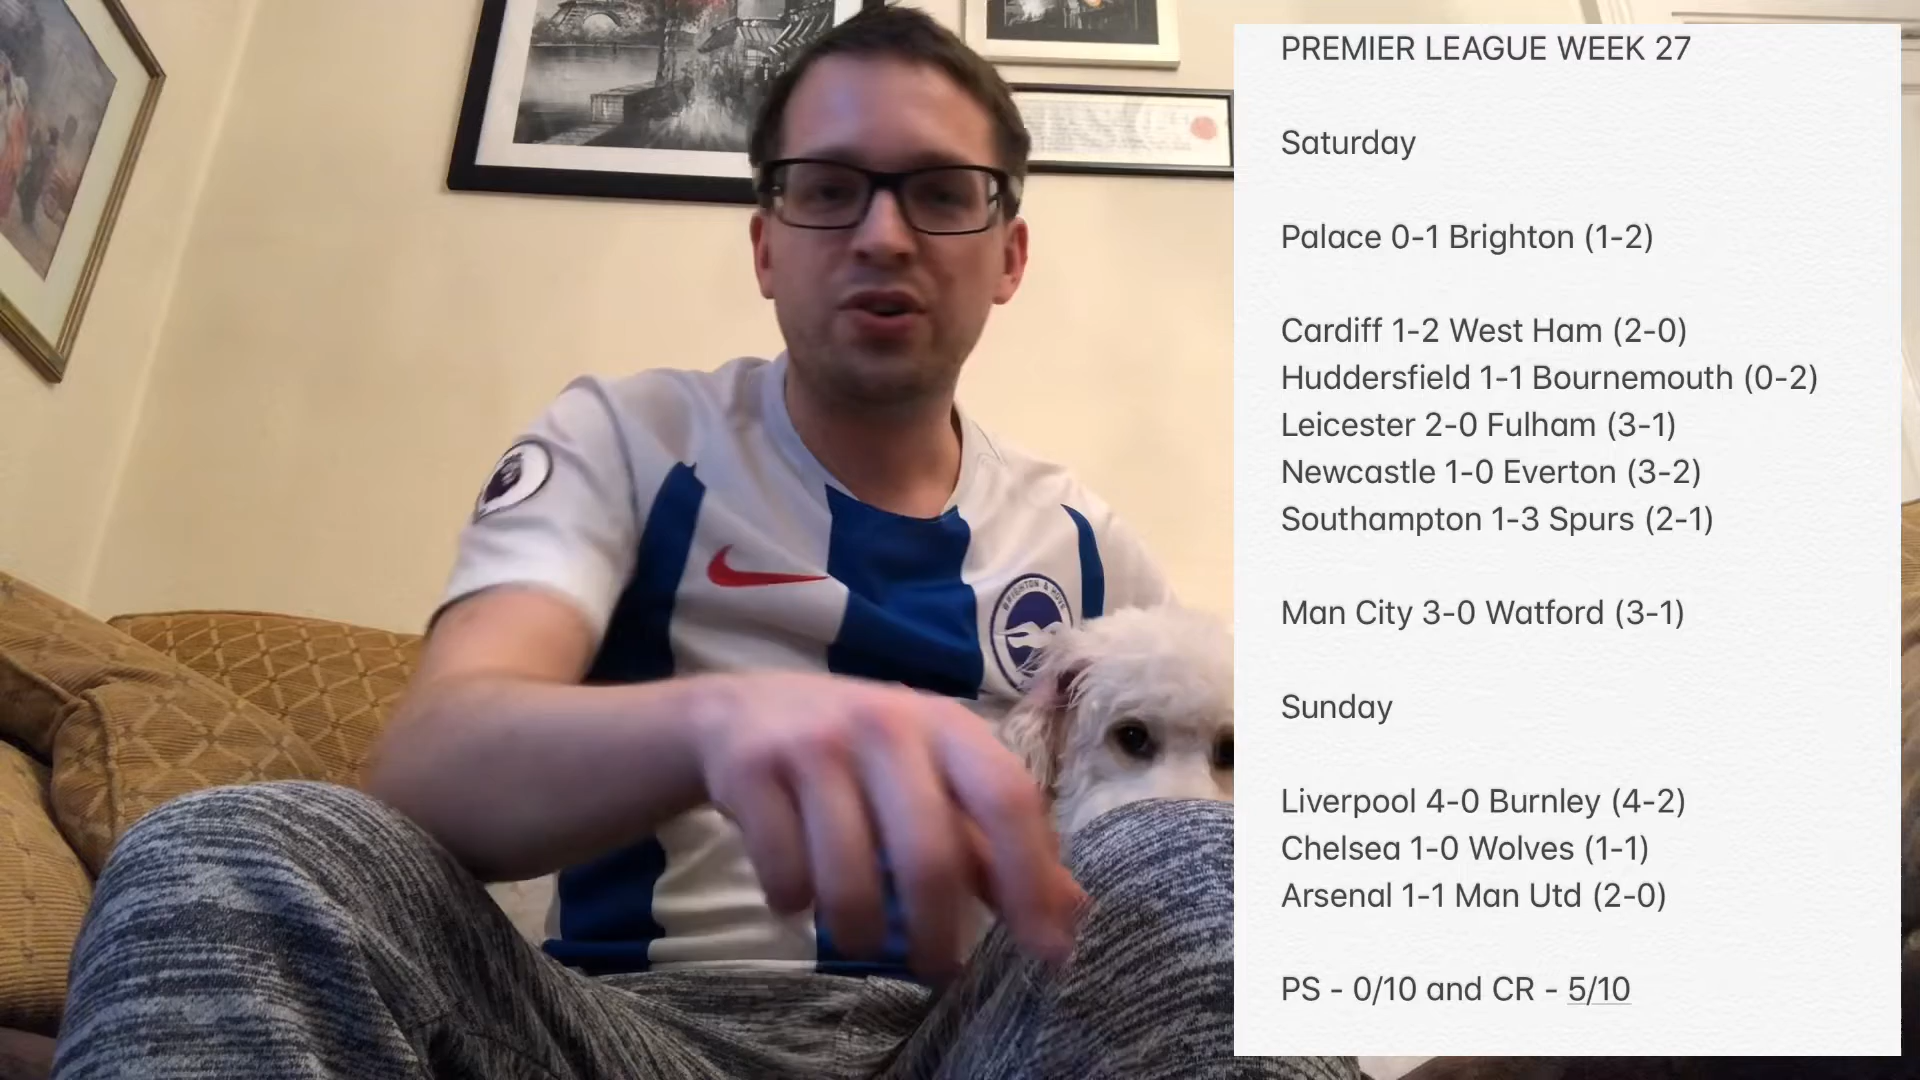 PREMIER LEAGUE WEEK 27
Saturday
Palace 0-1 Brighton (1-2)
Cardiff 1-2 West Ham (2-0)
Huddersfield 1-1 Bournemouth (0-2)
Leicester 2-0 Fulham (3-1)
Newcastle 1-0 Everton (3-2)
Southampton 1-3 Spurs (2-1)
Man City 3-0 Watford (3-1)
Sunday
Liverpool 4-0 Burnley (4-2)
Chelsea 1-0 Wolves (1-1)
Arsenal 1-1 Man Utd (2-0)
PS - 0/10 and CR - 5/10
BRIGHTON & HOVE